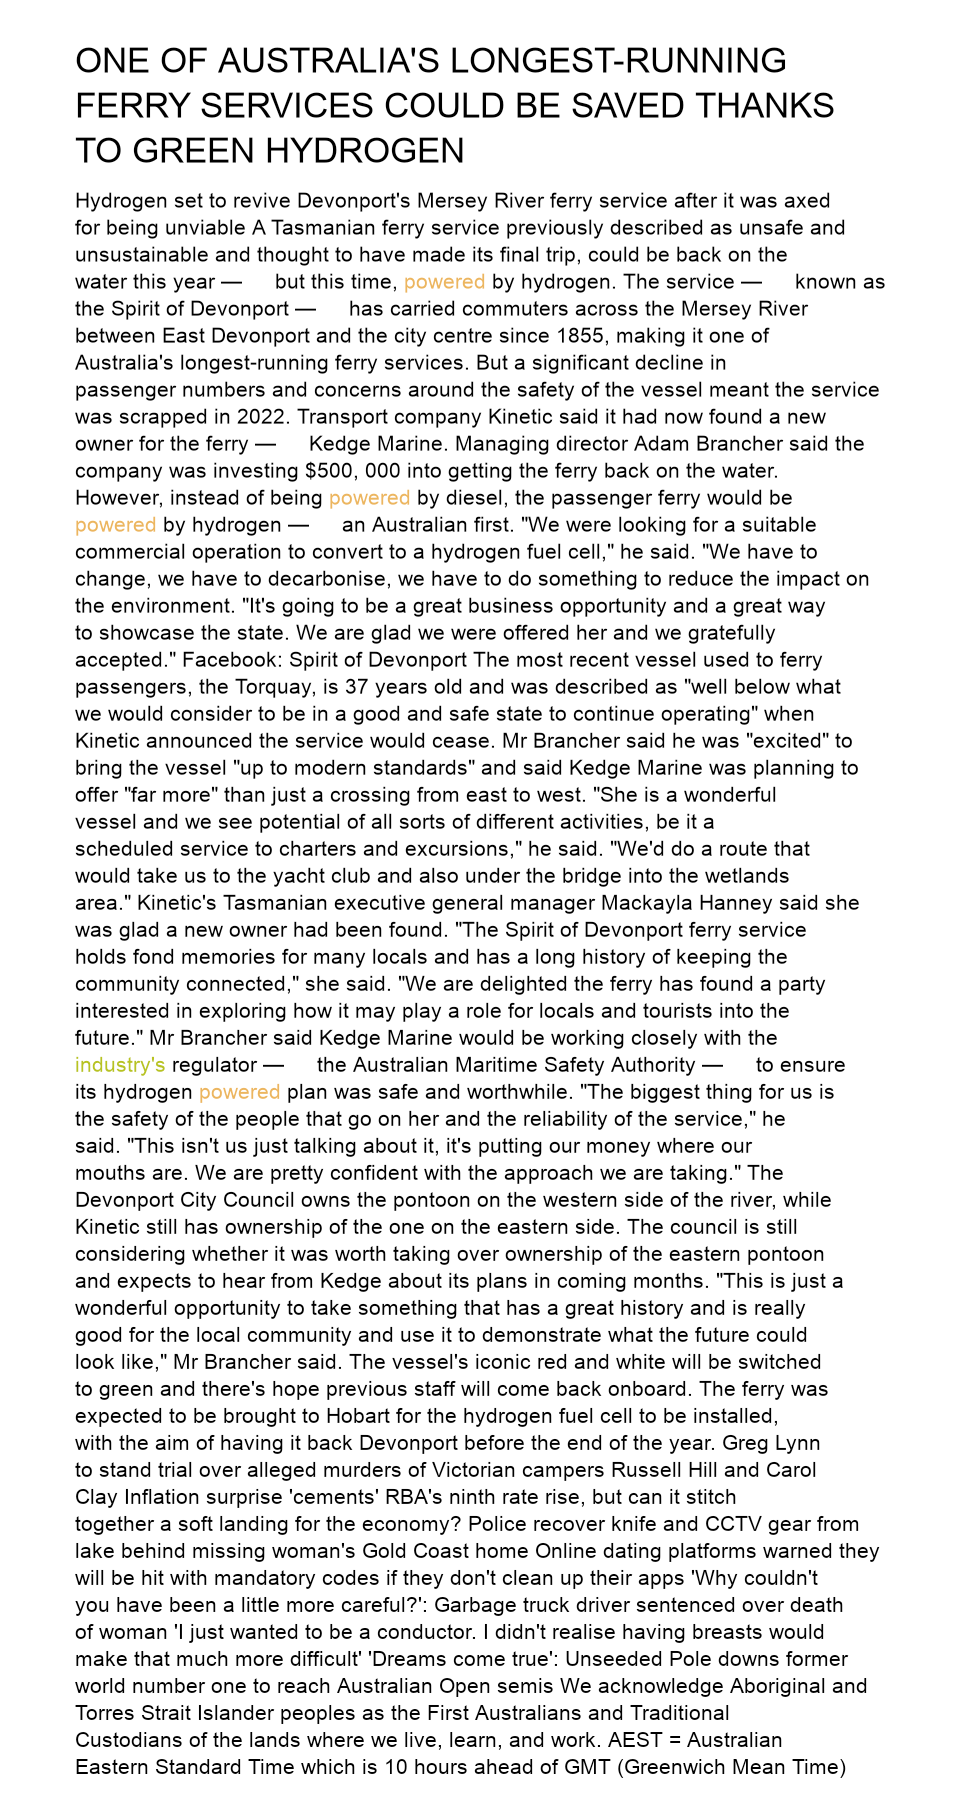 ONE OF AUSTRALIA'S LONGEST-RUNNING
FERRY SERVICES COULD BE SAVED THANKS
TO GREEN HYDROGEN
Hydrogen set to revive Devonport's Mersey River ferry service after it was axed
for being unviable A Tasmanian ferry service previously described as unsafe and
unsustainable and thought to have made its final trip, could be back on the
water this year — but this time, powered by hydrogen. The service — known as
the Spirit of Devonport — has carried commuters across the Mersey River
between East Devonport and the city centre since 1855, making it one of
Australia's longest-running ferry services. But a significant decline in
passenger numbers and concerns around the safety of the vessel meant the service
was scrapped in 2022. Transport company Kinetic said it had now found a new
owner for the ferry — Kedge Marine. Managing director Adam Brancher said the
company was investing $500, 000 into getting the ferry back on the water.
However, instead of being powered by diesel, the passenger ferry would be
powered by hydrogen — an Australian first. "We were looking for a suitable
commercial operation to convert to a hydrogen fuel cell," he said. "We have to
change, we have to decarbonise, we have to do something to reduce the impact on
the environment. "It's going to be a great business opportunity and a great way
to showcase the state. We are glad we were offered her and we gratefully
accepted." Facebook: Spirit of Devonport The most recent vessel used to ferry
passengers, the Torquay, is 37 years old and was described as "well below what
we would consider to be in a good and safe state to continue operating" when
Kinetic announced the service would cease. Mr Brancher said he was "excited" to
bring the vessel "up to modern standards" and said Kedge Marine was planning to
offer "far more" than just a crossing from east to west. "She is a wonderful
vessel and we see potential of all sorts of different activities, be it a
scheduled service to charters and excursions," he said. "We'd do a route that
would take us to the yacht club and also under the bridge into the wetlands
area." Kinetic's Tasmanian executive general manager Mackayla Hanney said she
was glad a new owner had been found. "The Spirit of Devonport ferry service
holds fond memories for many locals and has a long history of keeping the
community connected," she said. "We are delighted the ferry has found a party
interested in exploring how it may play a role for locals and tourists into the
future." Mr Brancher said Kedge Marine would be working closely with the
industry's regulator — the Australian Maritime Safety Authority — to ensure
its hydrogen powered plan was safe and worthwhile. "The biggest thing for us is
the safety of the people that go on her and the reliability of the service," he
said. "This isn't us just talking about it, it's putting our money where our
mouths are. We are pretty confident with the approach we are taking." The
Devonport City Council owns the pontoon on the western side of the river, while
Kinetic still has ownership of the one on the eastern side. The council is still
considering whether it was worth taking over ownership of the eastern pontoon
and expects to hear from Kedge about its plans in coming months. "This is just a
wonderful opportunity to take something that has a great history and is really
good for the local community and use it to demonstrate what the future could
look like," Mr Brancher said. The vessel's iconic red and white will be switched
to green and there's hope previous staff will come back onboard. The ferry was
expected to be brought to Hobart for the hydrogen fuel cell to be installed,
with the aim of having it back Devonport before the end of the year. Greg Lynn
to stand trial over alleged murders of Victorian campers Russell Hill and Carol
Clay Inflation surprise 'cements' RBA's ninth rate rise, but can it stitch
together a soft landing for the economy? Police recover knife and CCTV gear from
lake behind missing woman's Gold Coast home Online dating platforms warned they
will be hit with mandatory codes if they don't clean up their apps 'Why couldn't
you have been a little more careful?': Garbage truck driver sentenced over death
of woman 'I just wanted to be a conductor. I didn't realise having breasts would
make that much more difficult' 'Dreams come true': Unseeded Pole downs former
world number one to reach Australian Open semis We acknowledge Aboriginal and
Torres Strait Islander peoples as the First Australians and Traditional
Custodians of the lands where we live, learn, and work. AEST = Australian
Eastern Standard Time which is 10 hours ahead of GMT (Greenwich Mean Time)